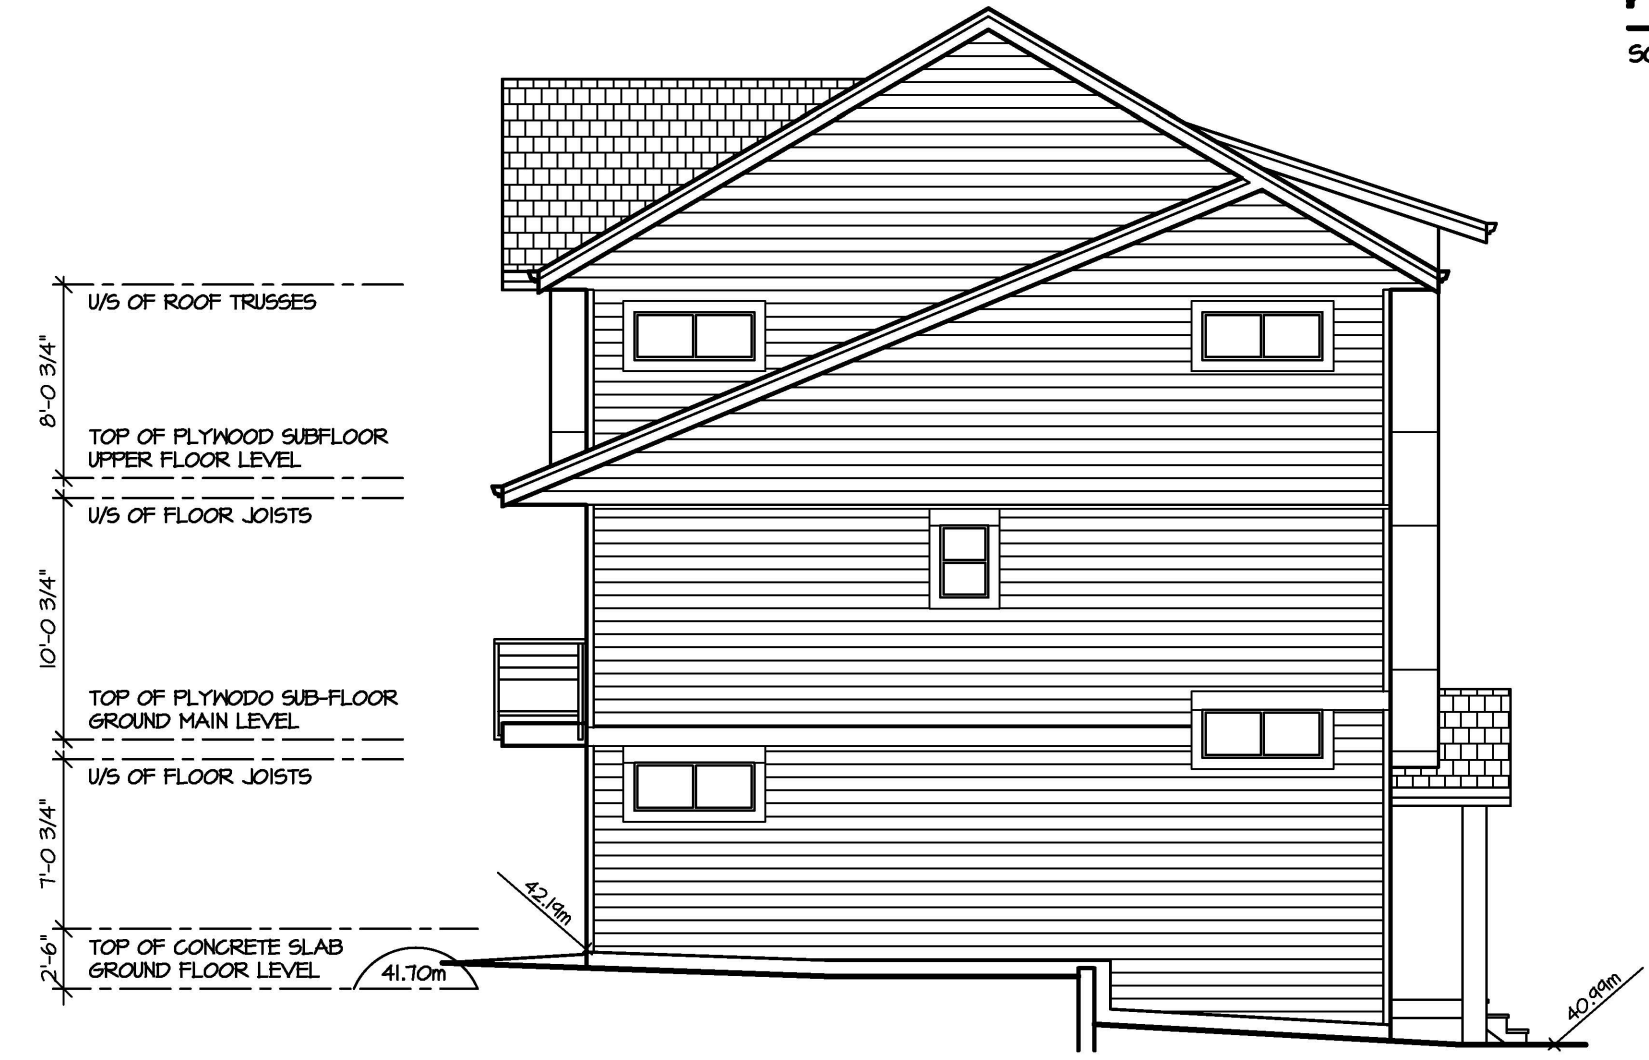 U/S OF ROOF TRUSSES
8'-0 3/4"
TOP OF PLYWOOD SUBFLOOR
UPPER FLOOR LEVEL
U/S OF FLOOR JOISTS
10'-0 3/4"
TOP OF PLYWODO SUB-FLOOR
GROUND MAIN LEVEL
U/S OF FLOOR JOISTS
7'-0 3/4"
42.19m
2'-6"
TOP OF CONCRETE SLAB
GROUND FLOOR LEVEL
41.70m
40.99m